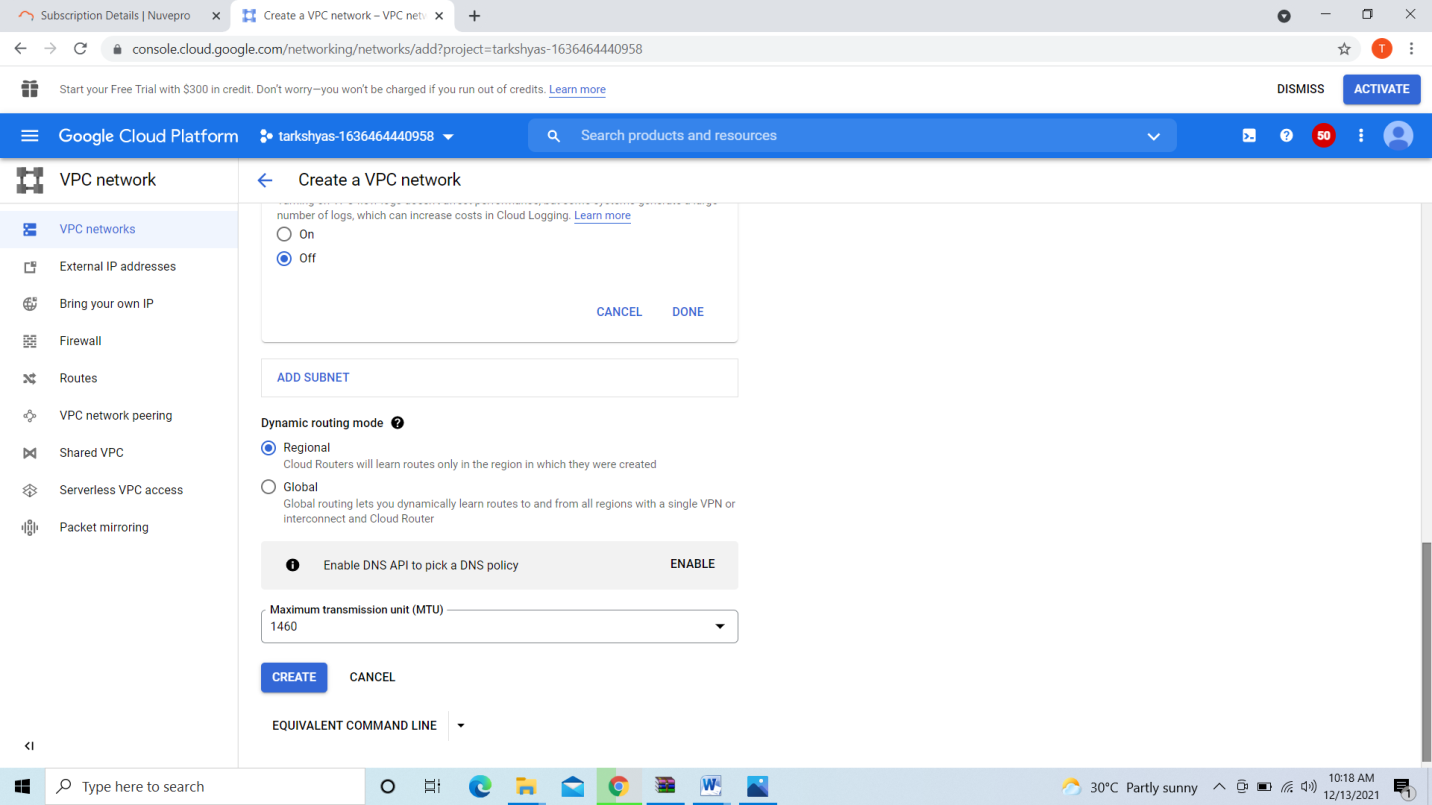 Subscription Details | Nuvepro
Create a VPC network – VPC netw
console.cloud.google.com/networking/networks/add?project=tarkshyas-1636464440958
T
Start your Free Trial with $300 in credit. Don't worry—you won't be charged if you run out of credits. Learn more
DISMISS
ACTIVATE
Google Cloud Platform
tarkshyas-1636464440958
Search products and resources
50
VPC network
Create a VPC network
VPC networks
External IP addresses
Bring your own IP
Firewall
Routes
VPC network peering
Shared VPC
Serverless VPC access
Packet mirroring
number of logs, which can increase costs in Cloud Logging. Learn more
On
Off
CANCEL
DONE
ADD SUBNET
Dynamic routing mode
Regional
Cloud Routers will learn routes only in the region in which they were created
Global
Global routing lets you dynamically learn routes to and from all regions with a single VPN or
interconnect and Cloud Router
Enable DNS API to pick a DNS policy
ENABLE
Maximum transmission unit (MTU)
1460
CREATE
CANCEL
EQUIVALENT COMMAND LINE
Type here to search
30°C Partly sunny
10:18 AM
12/13/2021
1